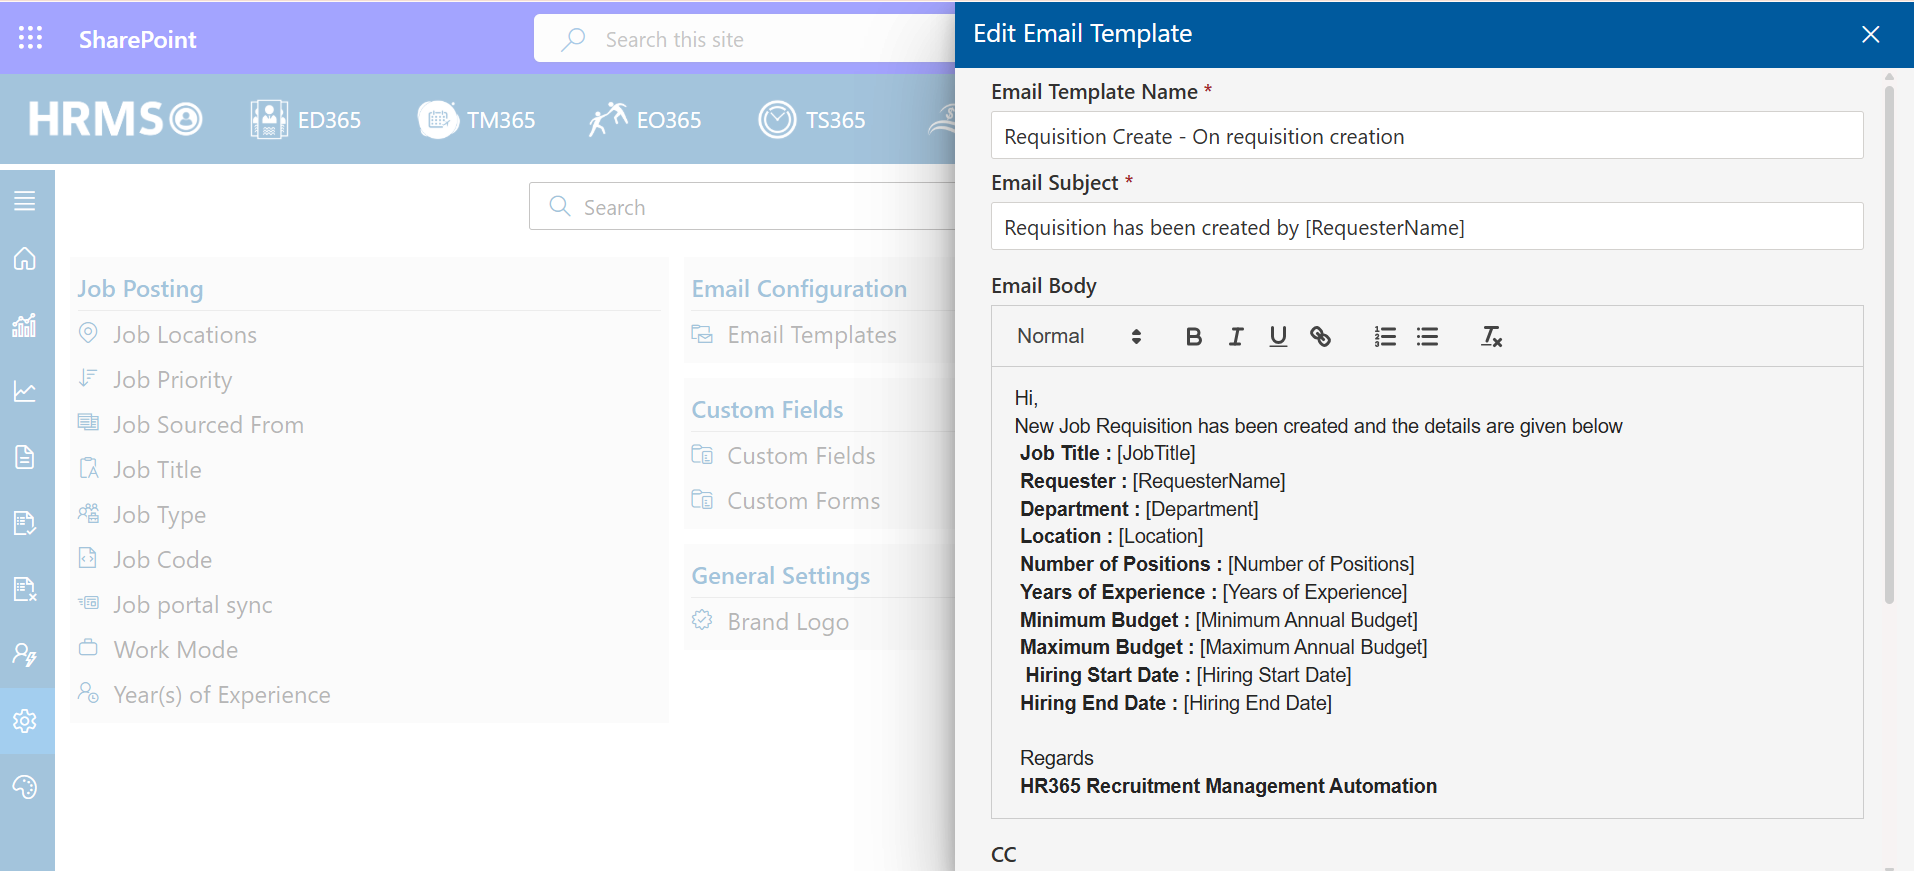 SharePoint
Search this site
HRMS
ED365
TM365
EO365
TS365
Search
Job Posting
Job Locations
Job Priority
Job Sourced From
Job Title
Job Type
Job Code
Job portal sync
Work Mode
Year(s) of Experience
Email Configuration
Email Templates
Custom Fields
Custom Fields
Custom Forms
General Settings
Brand Logo
Edit Email Template
Email Template Name *
Requisition Create - On requisition creation
Email Subject *
Requisition has been created by [RequesterName]
Email Body
Normal
Hi,
New Job Requisition has been created and the details are given below
Job Title : [JobTitle]
Requester : [RequesterName]
Department : [Department]
Location : [Location]
Number of Positions : [Number of Positions]
Years of Experience : [Years of Experience]
Minimum Budget : [Minimum Annual Budget]
Maximum Budget : [Maximum Annual Budget]
Hiring Start Date : [Hiring Start Date]
Hiring End Date : [Hiring End Date]
Regards
HR365 Recruitment Management Automation
CC